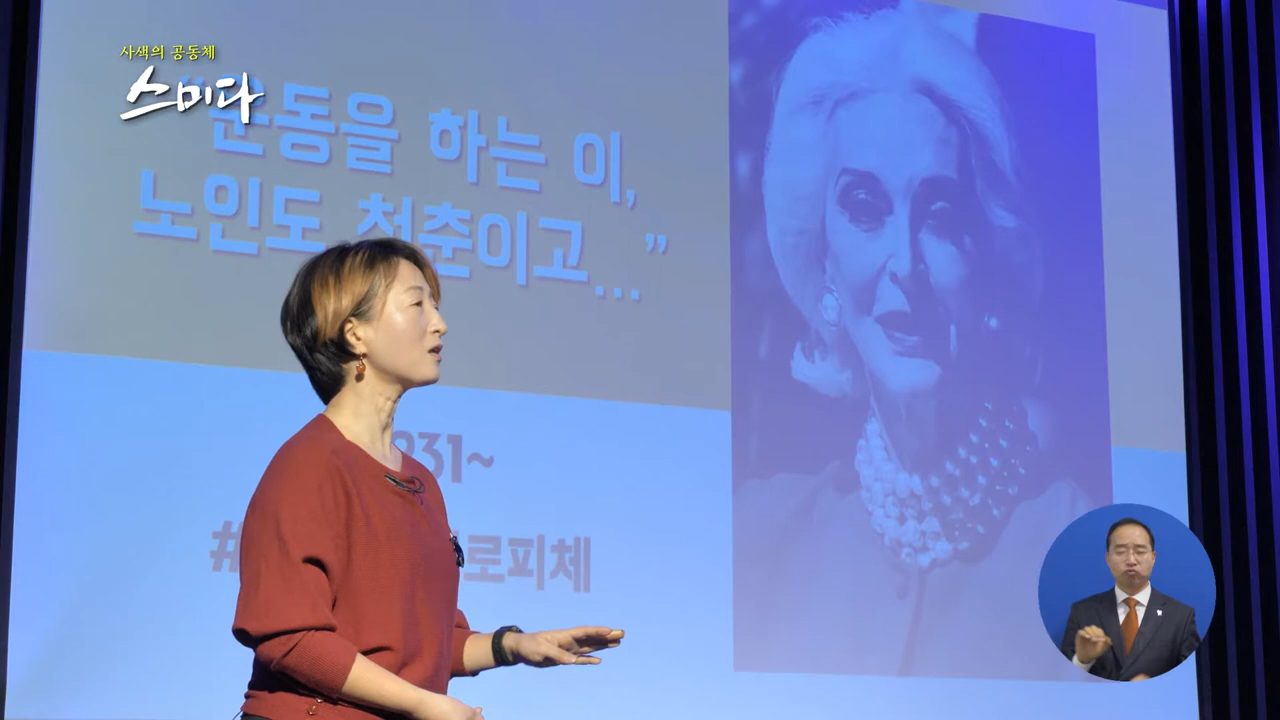 사색의 공동체
스미다
"운동을 하는 이,
노인도 청춘이고..."
931~
#
로피체